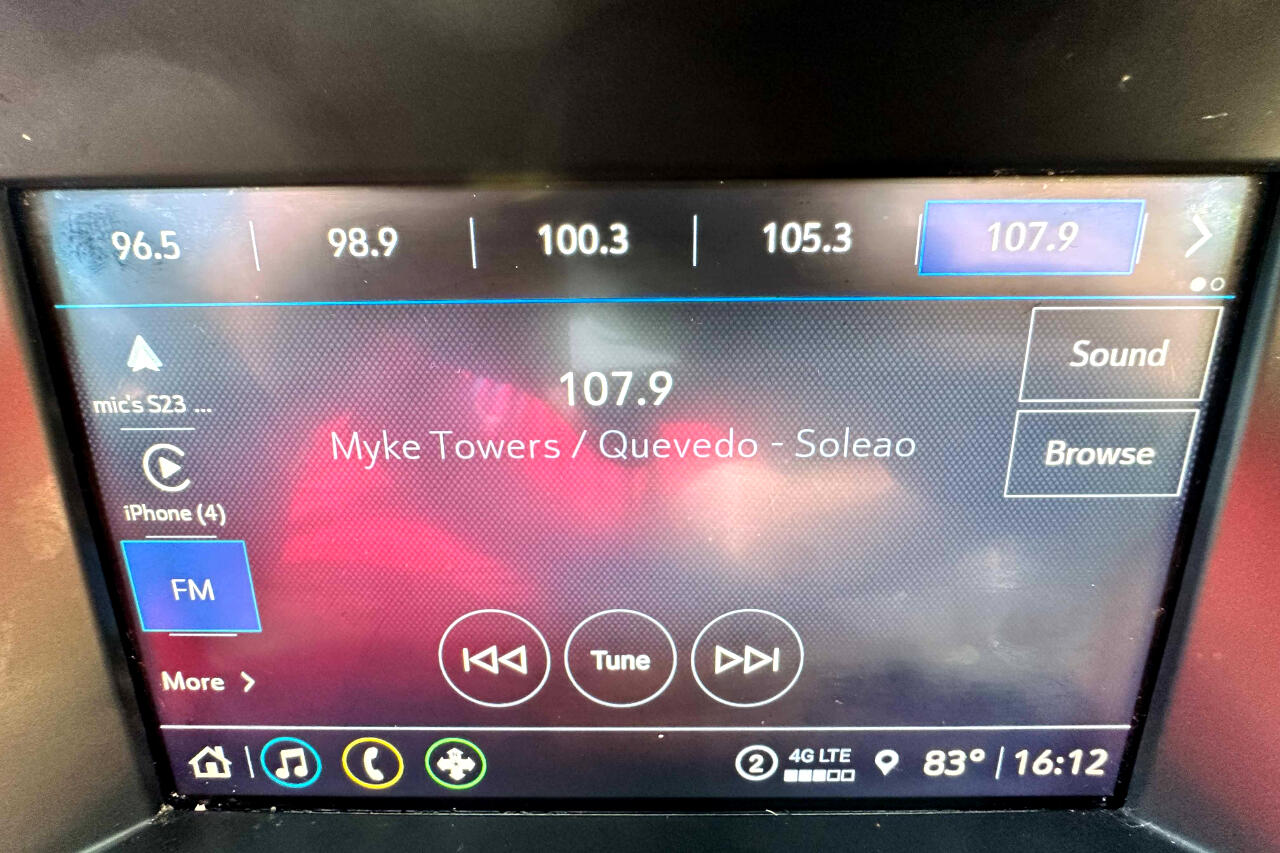 96.5 98.9 100.3 105.3 107.9
Sound
mic's S23 ...
107.9
Myke Towers / Quevedo - Soleao
Browse
iPhone (4)
FM
Tune
More
2 4G LTE 83° 16:12